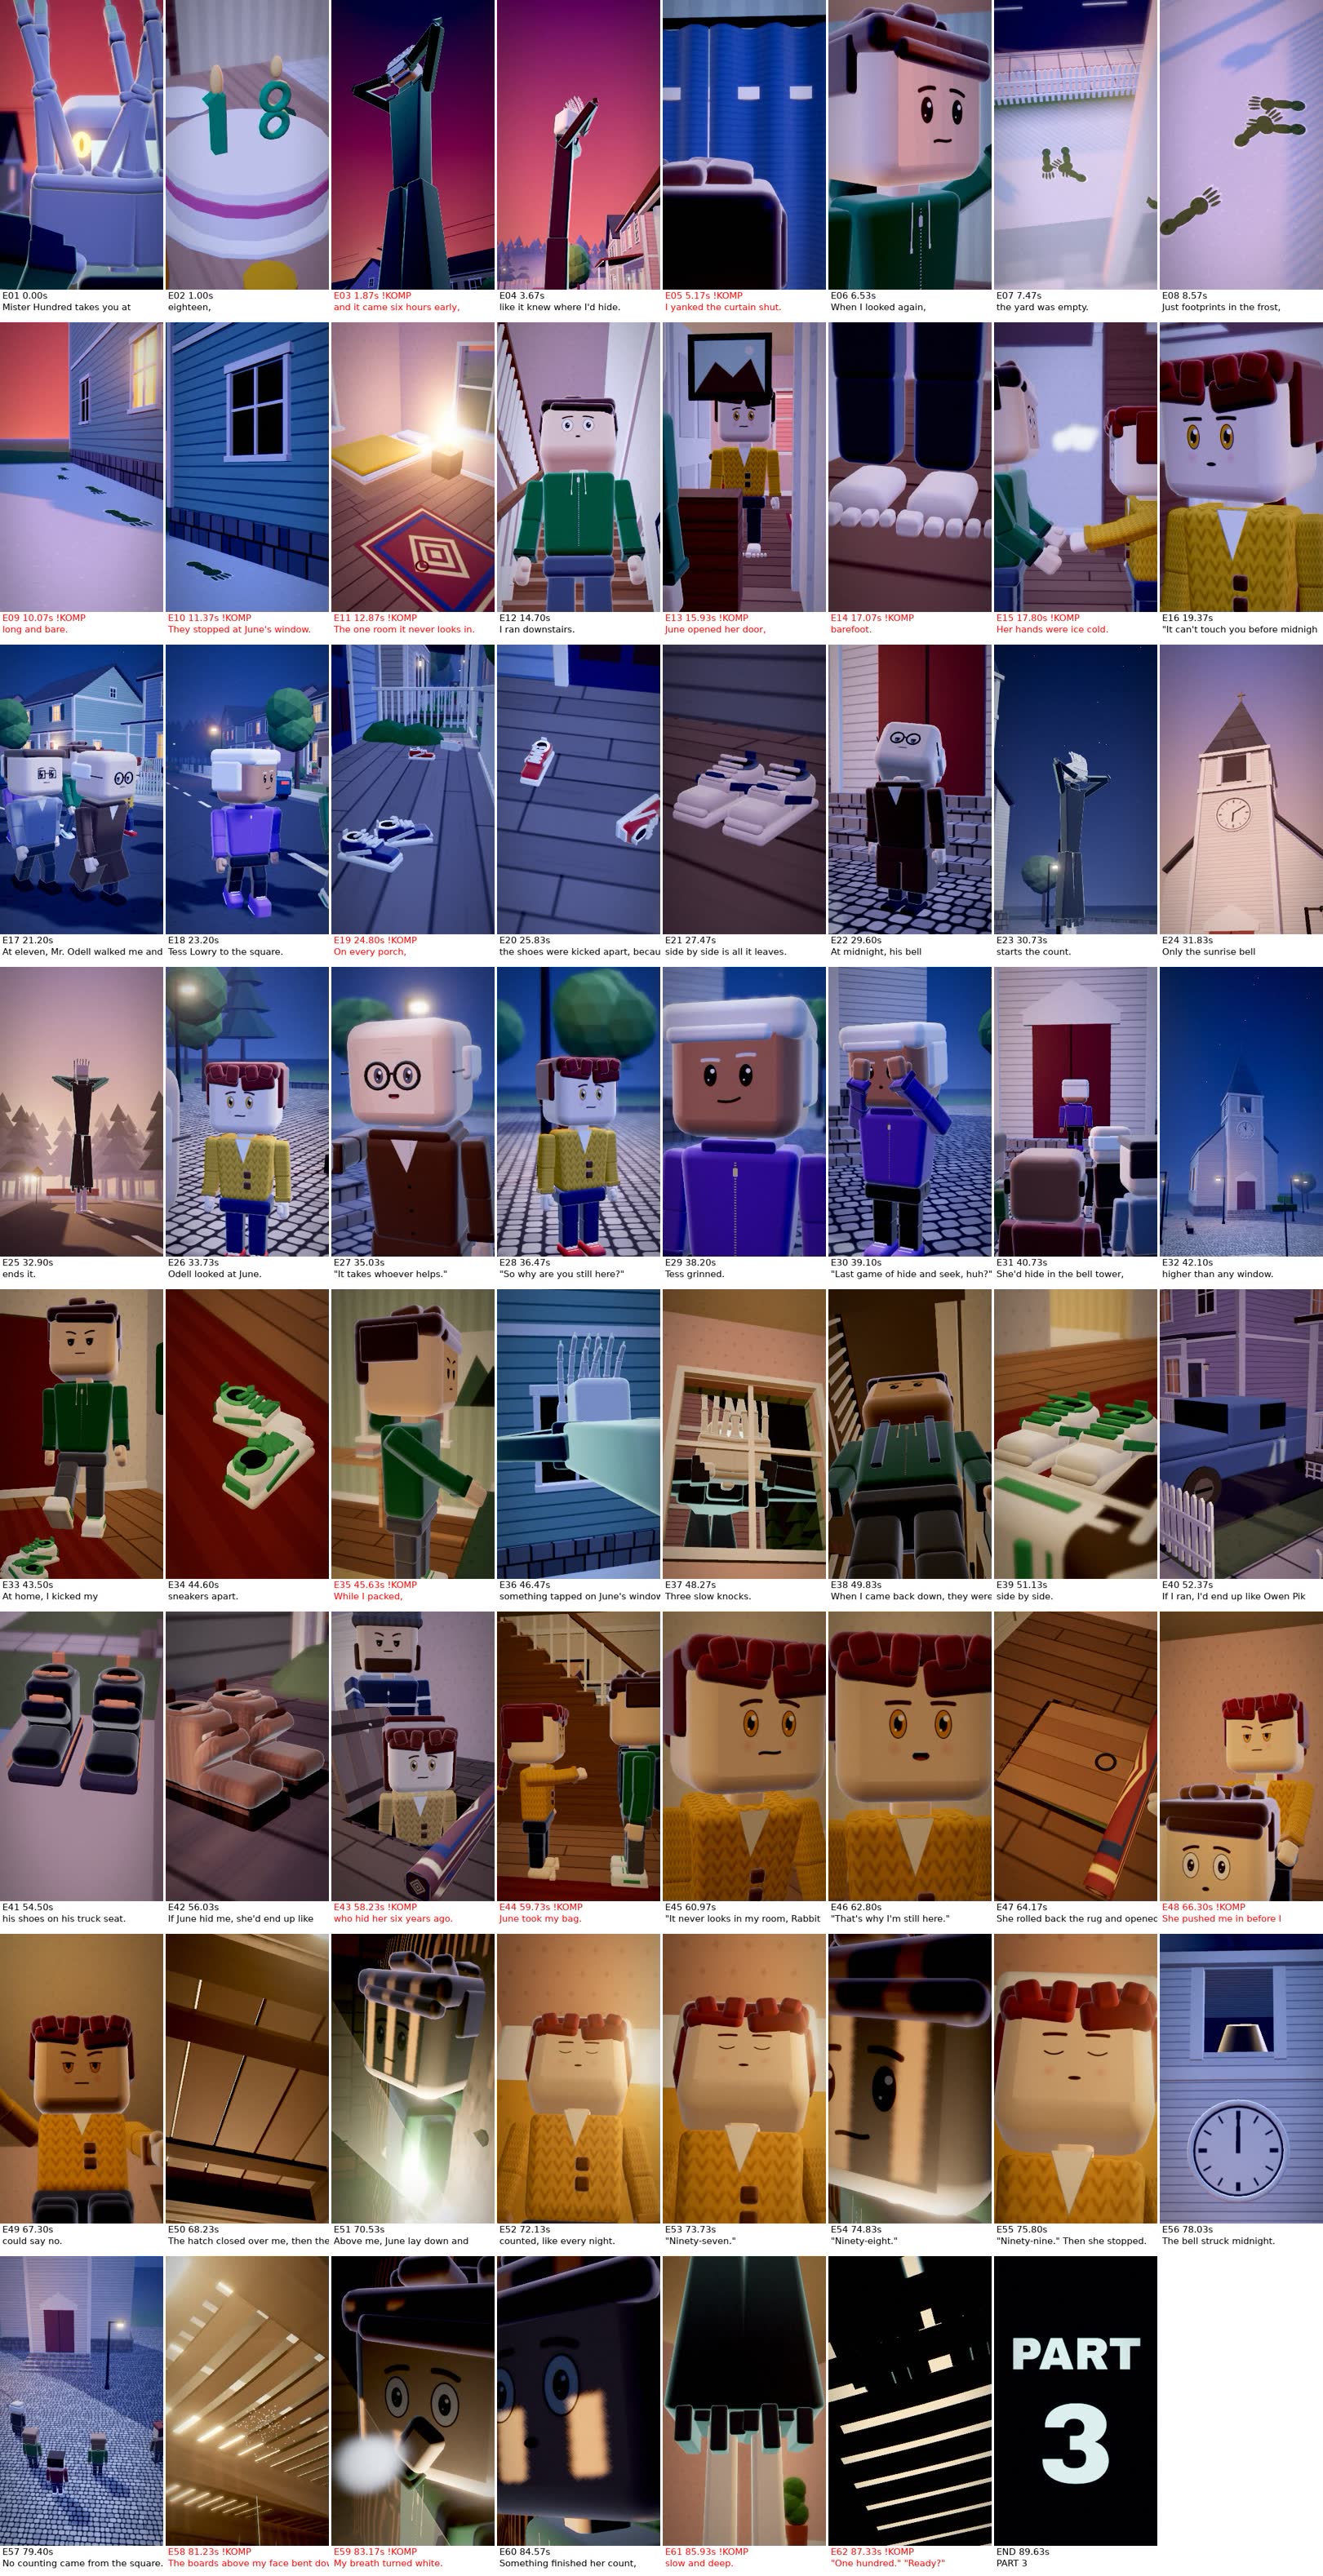 18
E01 0.00s
Mister Hundred takes you at
E02 1.00s
eighteen,
E03 1.87s !KOMP
and it came six hours early,
E04 3.67s
like it knew where I'd hide.
E05 5.17s !KOMP
I yanked the curtain shut.
E06 6.53s
When I looked again,
E07 7.47s
the yard was empty.
E08 8.57s
Just footprints in the frost,
E09 10.07s !KOMP
long and bare.
E10 11.37s !KOMP
They stopped at June's window.
E11 12.87s !KOMP
The one room it never looks in.
E12 14.70s
I ran downstairs.
E13 15.93s !KOMP
June opened her door,
E14 17.07s !KOMP
barefoot.
E15 17.80s !KOMP
Her hands were ice cold.
E16 19.37s
"It can't touch you before midnigh
E17 21.20s
At eleven, Mr. Odell walked me and
E18 23.20s
Tess Lowry to the square.
E19 24.80s !KOMP
On every porch,
E20 25.83s
the shoes were kicked apart, becau
E21 27.47s
side by side is all it leaves.
E22 29.60s
At midnight, his bell
E23 30.73s
starts the count.
E24 31.83s
Only the sunrise bell
E25 32.90s
ends it.
E26 33.73s
Odell looked at June.
E27 35.03s
"It takes whoever helps."
E28 36.47s
"So why are you still here?"
E29 38.20s
Tess grinned.
E30 39.10s
"Last game of hide and seek, huh?"
E31 40.73s
She'd hide in the bell tower,
E32 42.10s
higher than any window.
E33 43.50s
At home, I kicked my
E34 44.60s
sneakers apart.
E35 45.63s !KOMP
While I packed,
E36 46.47s
something tapped on June's window
E37 48.27s
Three slow knocks.
E38 49.83s
When I came back down, they were
E39 51.13s
side by side.
E40 52.37s
If I ran, I'd end up like Owen Pik
E41 54.50s
his shoes on his truck seat.
E42 56.03s
If June hid me, she'd end up like
E43 58.23s !KOMP
who hid her six years ago.
E44 59.73s !KOMP
June took my bag.
E45 60.97s
"It never looks in my room, Rabbit
E46 62.80s
"That's why I'm still here."
E47 64.17s
She rolled back the rug and openec
E48 66.30s !KOMP
She pushed me in before I
E49 67.30s
could say no.
E50 68.23s
The hatch closed over me, then the
E51 70.53s
Above me, June lay down and
E52 72.13s
counted, like every night.
E53 73.73s
"Ninety-seven."
E54 74.83s
"Ninety-eight."
E55 75.80s
"Ninety-nine." Then she stopped.
E56 78.03s
The bell struck midnight.
E57 79.40s
No counting came from the square.
E58 81.23s !KOMP
The boards above my face bent dov
E59 83.17s !KOMP
My breath turned white.
E60 84.57s
Something finished her count,
E61 85.93s !KOMP
slow and deep.
E62 87.33s !KOMP
"One hundred." "Ready?"
PART
3
END 89.63s
PART 3